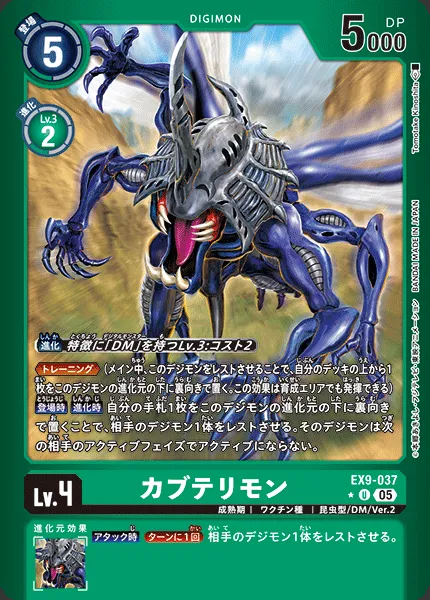 登場
5
DIGIMON
DP
5000
進化
Lv.3
2
Tomotake Kinoshita
BANDAI MADE IN JAPAN
進化 特徴に「DM」を持つLv.3:コスト2
トレーニング (メイン中、このデジモンをレストさせることで、自分のデッキの上から1
枚をこのデジモンの進化元の下に裏向きで置く。この効果は育成エリアでも発揮できる)
登場時 進化時 自分の手札1枚をこのデジモンの進化元の下に裏向き
で置くことで、相手のデジモン1体をレストさせる。そのデジモンは次
の相手のアクティブフェイズでアクティブにならない。
EX9-037
Lv.4
カブテリモン
U 05
成熟期 | ワクチン種 | 昆虫型/DM/Ver.2
進化元効果
アタック時 ターンに1回 相手のデジモン1体をレストさせる。
©本郷あきよし・フジテレビ・東映アニメーション